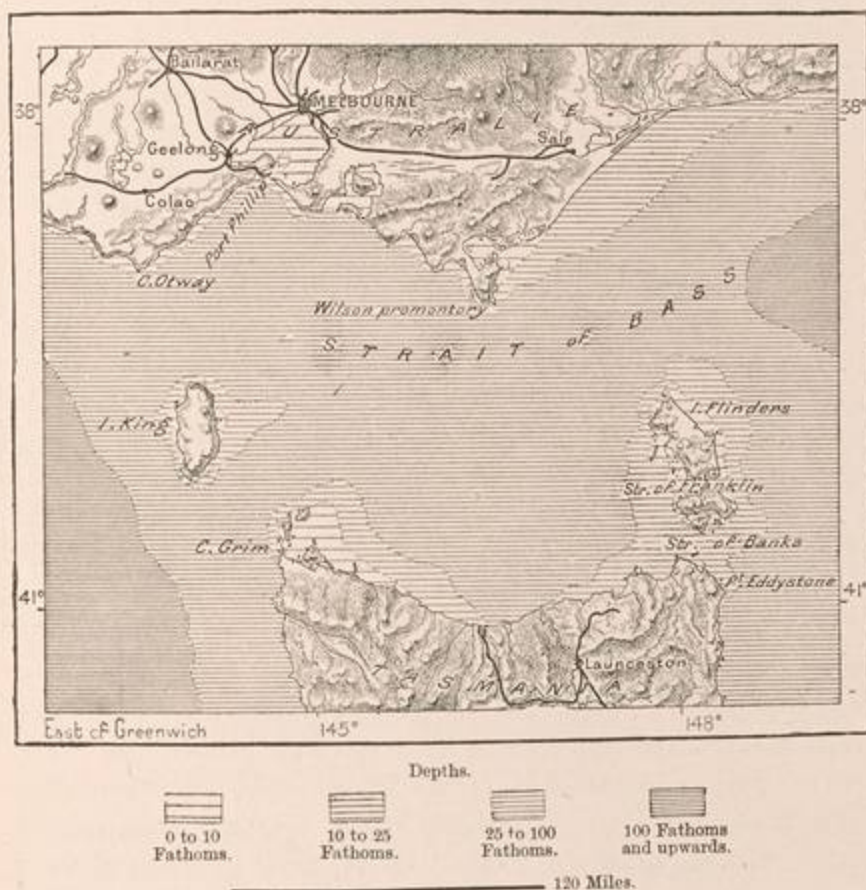 Bailarat
MELBOURNE
38°
38°
AUSTRALIE
Sale
Geelong
Colac
Port Phillip
C. Otway
Wilson promontory
STRAIT of BASS
I. King
I. Flinders
Str. of Franklin
C. Grim
Str. of Banka
Pt. Eddystone
41°
41°
Launceston
TASMANIA
East of Greenwich
145°
148°
Depths.
0 to 10
Fathoms.
10 to 25
Fathoms.
25 to 100
Fathoms.
100 Fathoms
and upwards.
120 Miles.